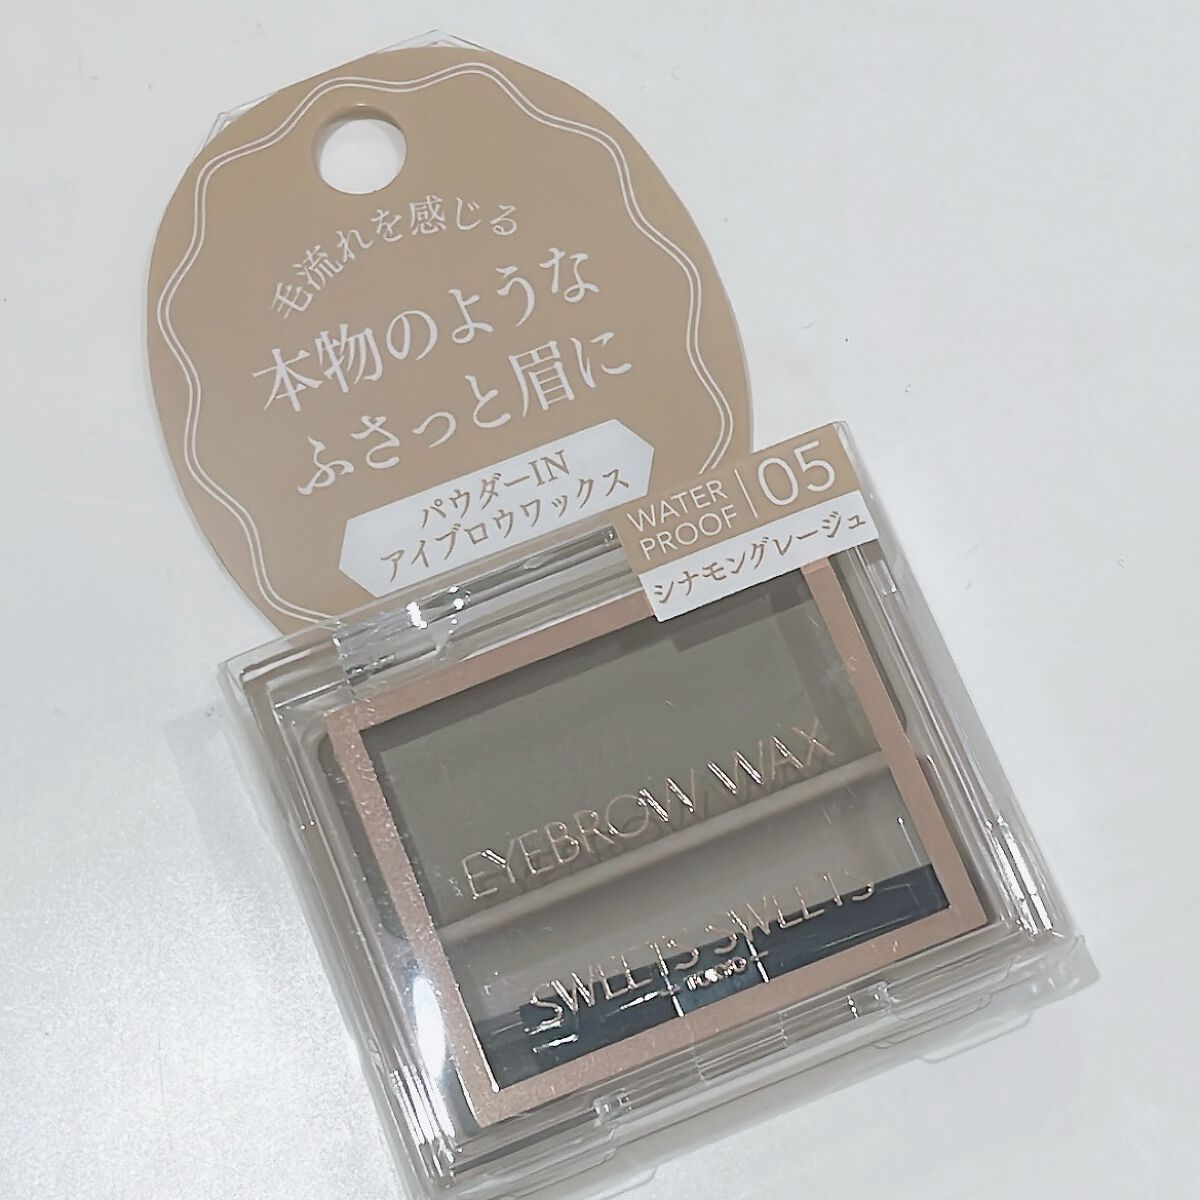 毛流れを感じる
本物のような
ふさっと眉に
パウダーIN
アイブロウワックス
WATER
PROOF
05
シナモングレージュ
EYEBROW WAX
SWEETS SWEETS
TOKYO